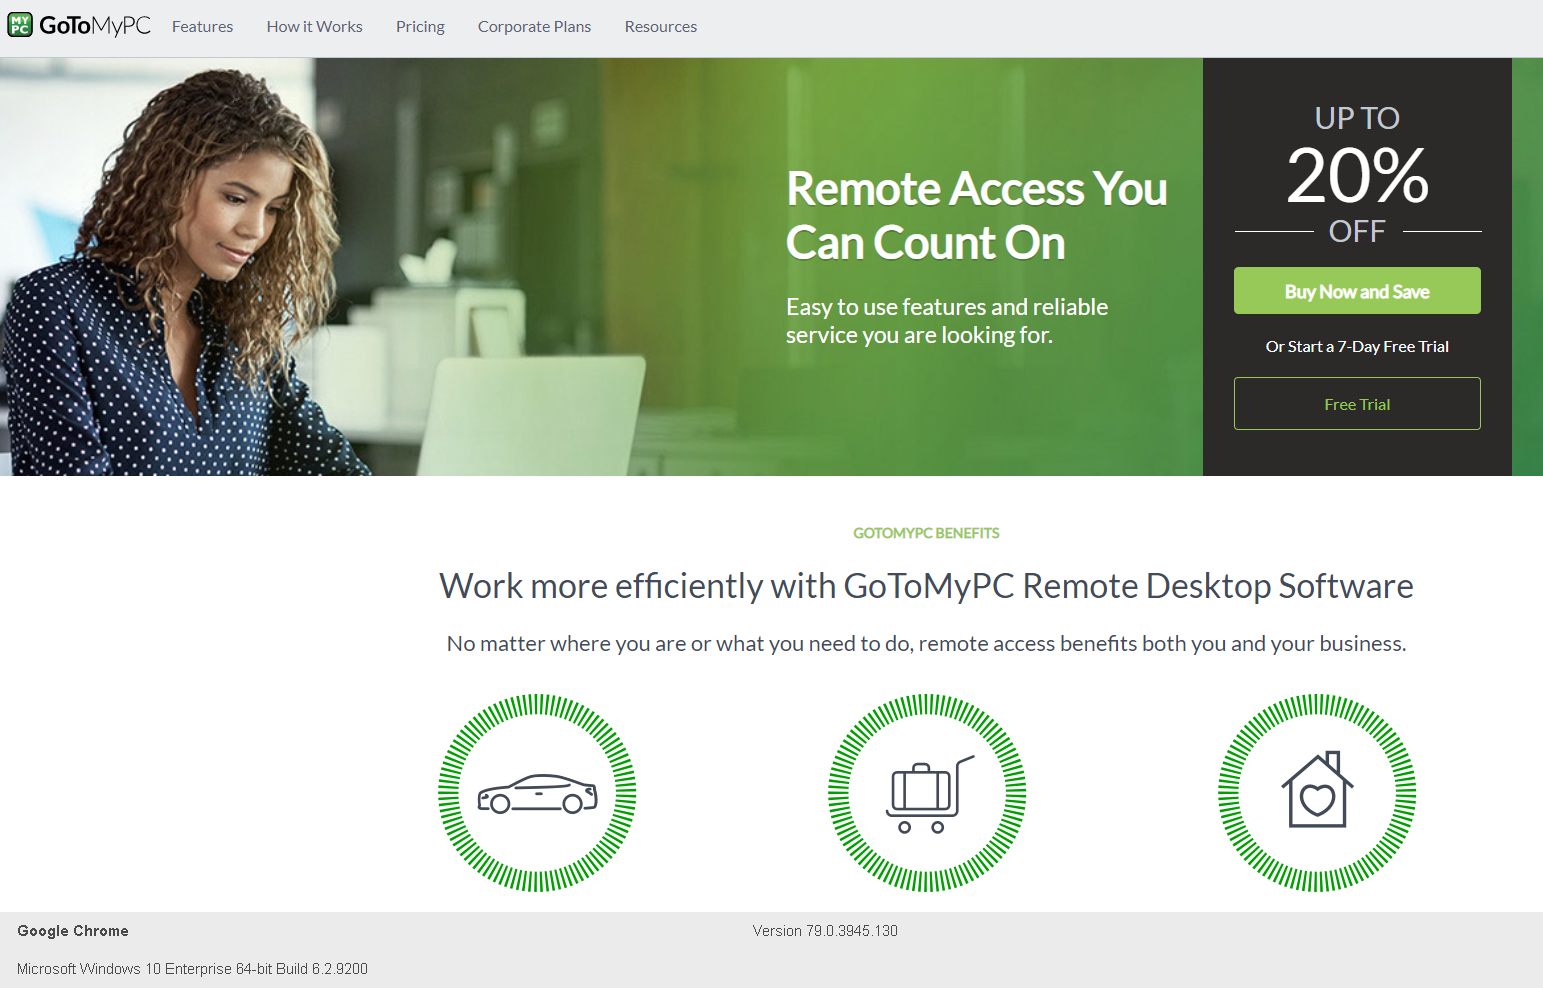 MY PC GoToMyPC Features How it Works Pricing Corporate Plans Resources
Remote Access You
Can Count On
Easy to use features and reliable
service you are looking for.
UP TO
20%
OFF
Buy Now and Save
Or Start a 7-Day Free Trial
Free Trial
GOTOMYPC BENEFITS
Work more efficiently with GoToMyPC Remote Desktop Software
No matter where you are or what you need to do, remote access benefits both you and your business.
Google Chrome Version 79.0.3945.130
Microsoft Windows 10 Enterprise 64-bit Build 6.2.9200